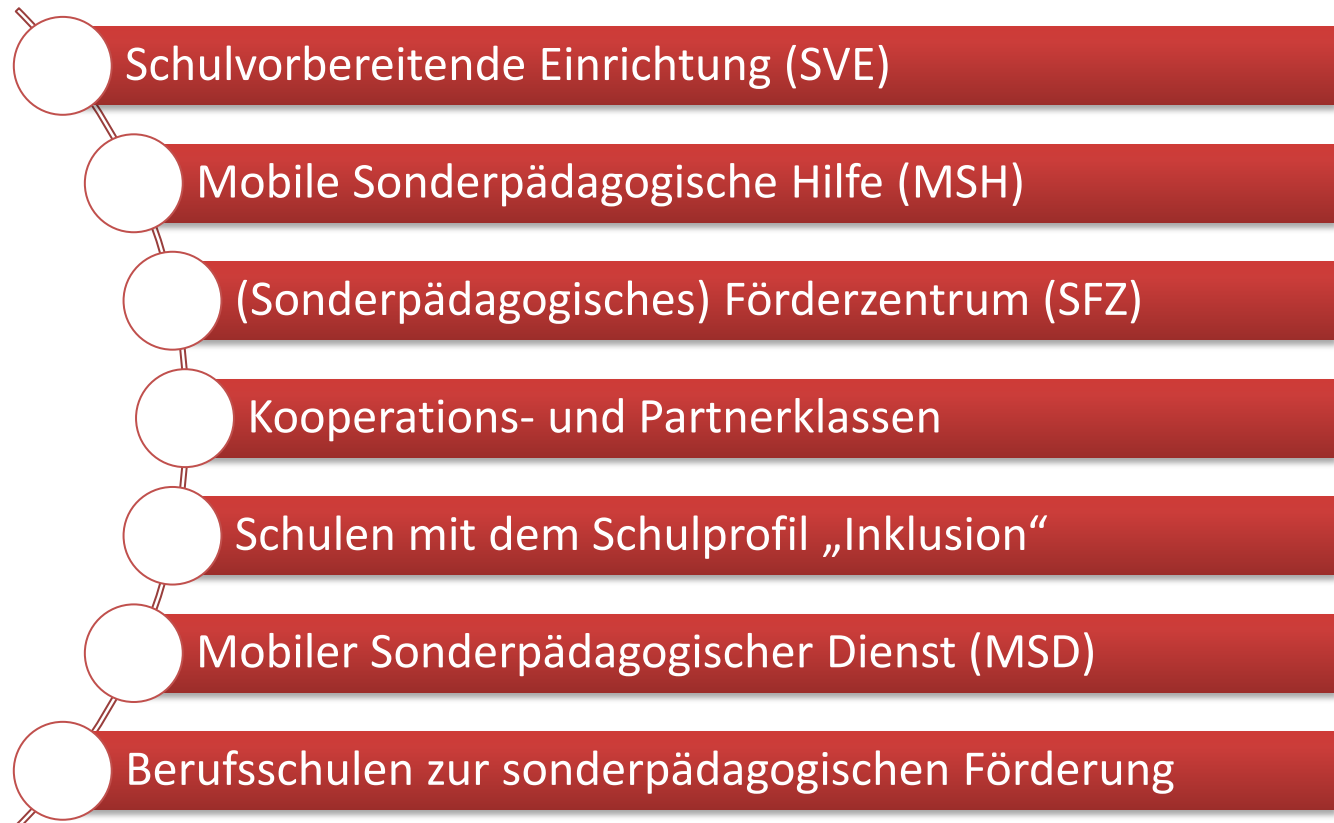 Schulvorbereitende Einrichtung (SVE)
Mobile Sonderpädagogische Hilfe (MSH)
(Sonderpädagogisches) Förderzentrum (SFZ)
Kooperations- und Partnerklassen
Schulen mit dem Schulprofil „Inklusion“
Mobiler Sonderpädagogischer Dienst (MSD)
Berufsschulen zur sonderpädagogischen Förderung